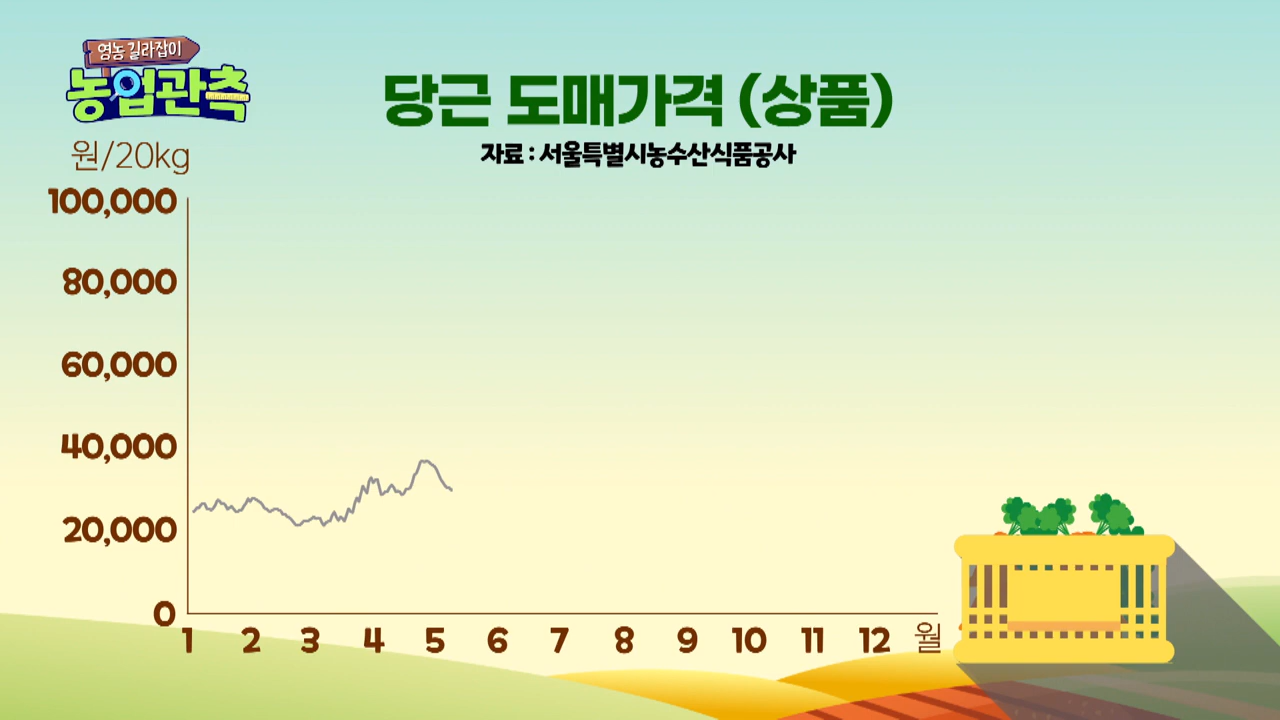 영농 길라잡이
농업관측
당근 도매가격 (상품)
자료 : 서울특별시농수산식품공사
원/20kg
100,000
80,000
60,000
40,000
20,000
0
1 2 3 4 5 6 7 8 9 10 11 12 월